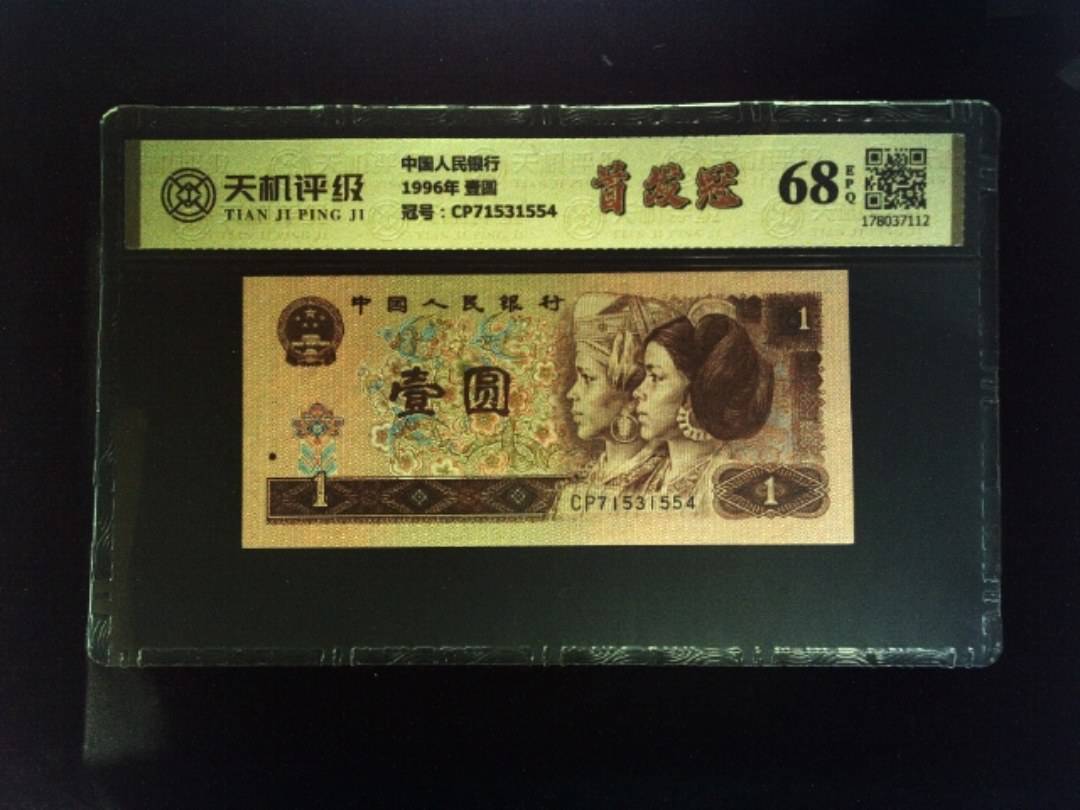 天机评级
TIAN JI PING JI
中国人民银行
1996年 壹圆
冠号：CP71531554
首发冠
68
EPQ
178037112
中国人民银行
1
壹圆
1
CP71531554
1